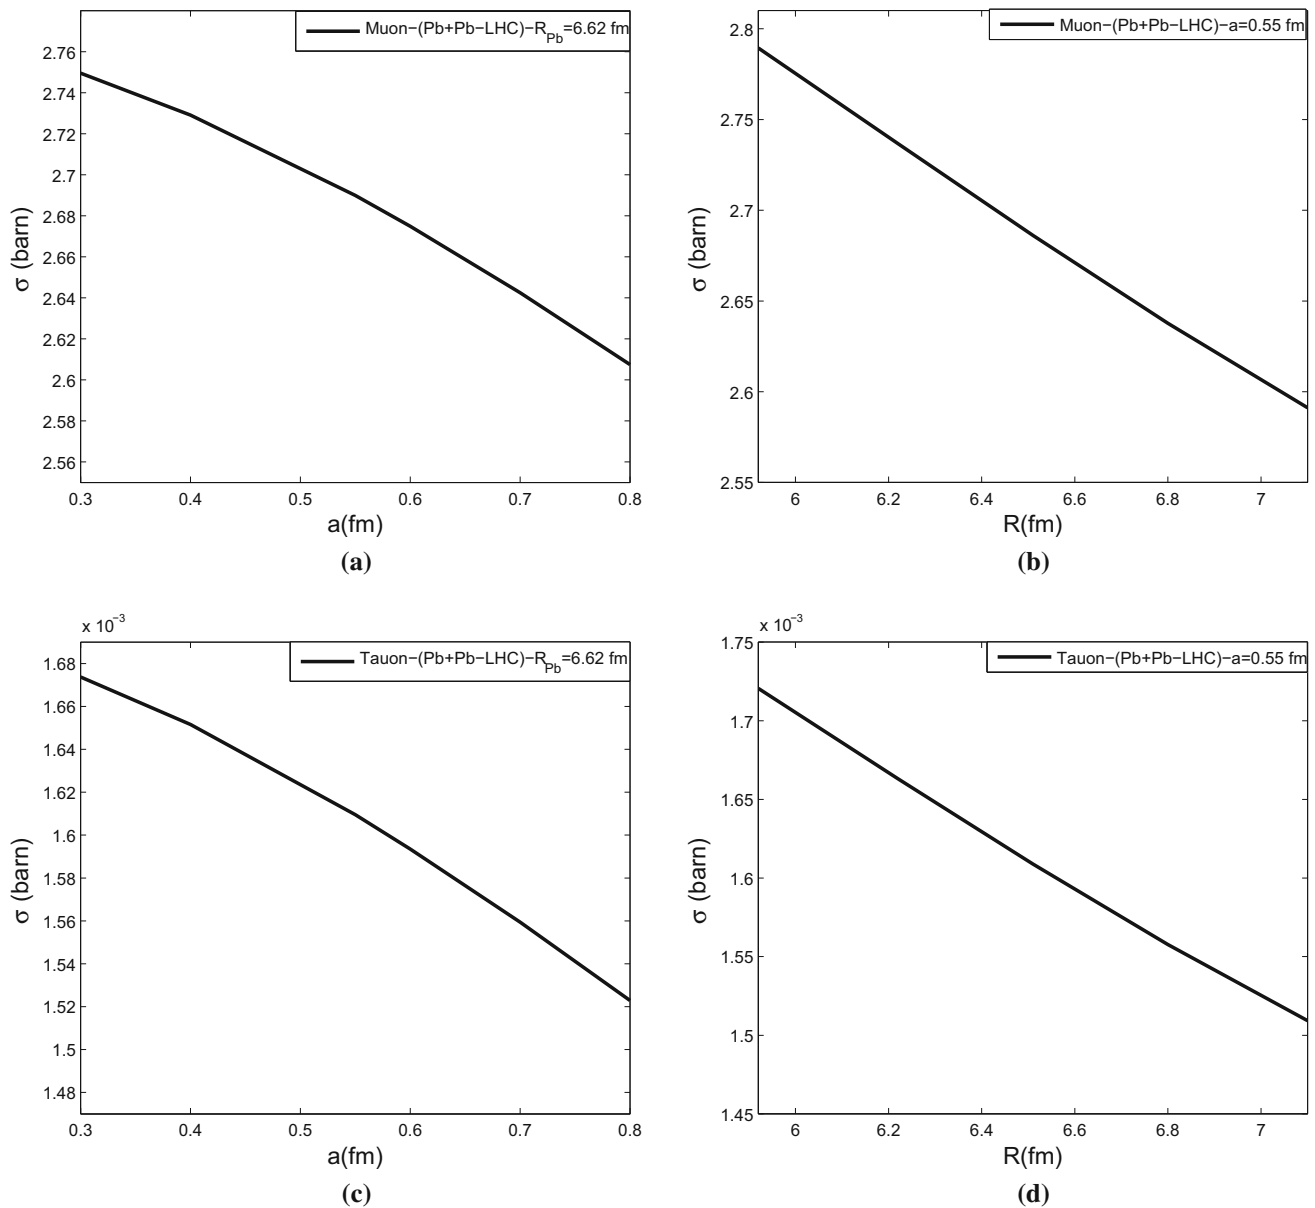 Muon−(Pb+Pb−LHC)−R_Pb=6.62 fm
σ (barn)
2.76
2.74
2.72
2.7
2.68
2.66
2.64
2.62
2.6
2.58
2.56
0.3 0.4 0.5 0.6 0.7 0.8
a(fm)
(a)
Muon−(Pb+Pb−LHC)−a=0.55 fm
σ (barn)
2.8
2.75
2.7
2.65
2.6
2.55
6 6.2 6.4 6.6 6.8 7
R(fm)
(b)
x 10−3
Tauon−(Pb+Pb−LHC)−R_Pb=6.62 fm
σ (barn)
1.68
1.66
1.64
1.62
1.6
1.58
1.56
1.54
1.52
1.5
1.48
0.3 0.4 0.5 0.6 0.7 0.8
a(fm)
(c)
x 10−3
Tauon−(Pb+Pb−LHC)−a=0.55 fm
σ (barn)
1.75
1.7
1.65
1.6
1.55
1.5
1.45
6 6.2 6.4 6.6 6.8 7
R(fm)
(d)